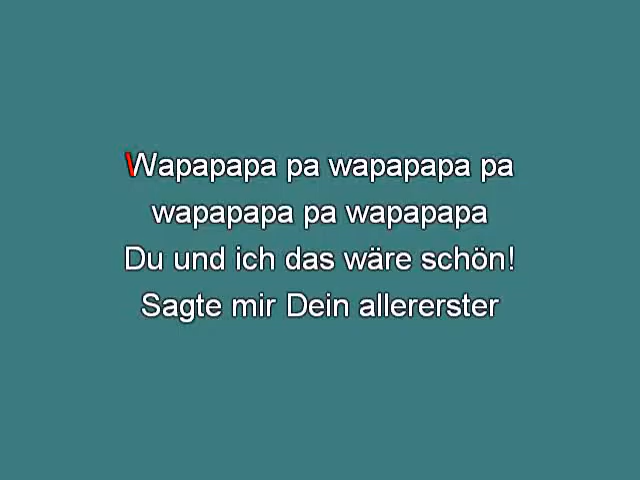 Wapapapa pa wapapapa pa
wapapapa pa wapapapa
Du und ich das wäre schön!
Sagte mir Dein allererster